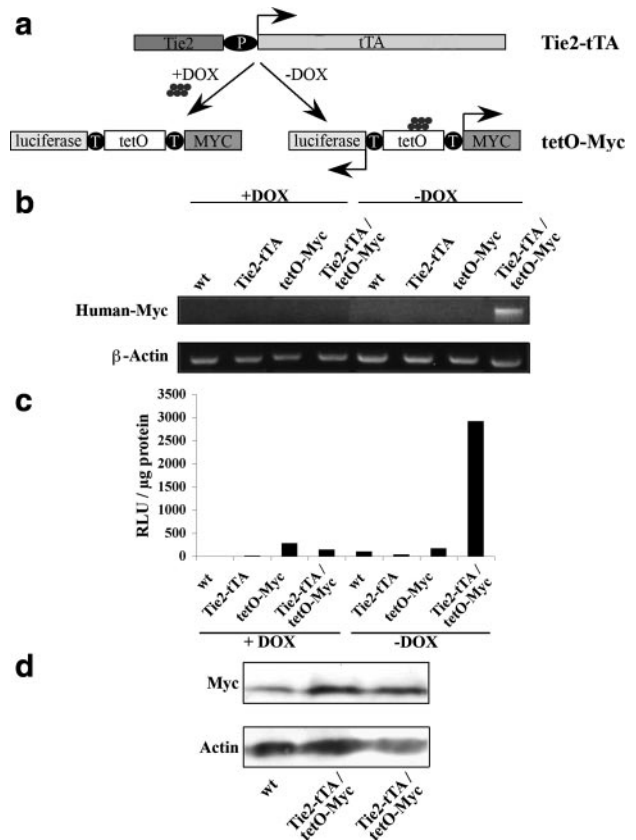 a
Tie2 P tTA Tie2-tTA
+DOX -DOX
luciferase T tetO T MYC luciferase T tetO T MYC tetO-Myc
b
+DOX -DOX
wt Tie2-tTA tetO-Myc Tie2-tTA / tetO-Myc wt Tie2-tTA tetO-Myc Tie2-tTA / tetO-Myc
Human-Myc
β-Actin
c
RLU / µg protein
3500
3000
2500
2000
1500
1000
500
0
wt Tie2-tTA tetO-Myc Tie2-tTA / tetO-Myc wt Tie2-tTA tetO-Myc Tie2-tTA / tetO-Myc
+ DOX -DOX
d
Myc
Actin
wt Tie2-tTA / tetO-Myc Tie2-tTA / tetO-Myc